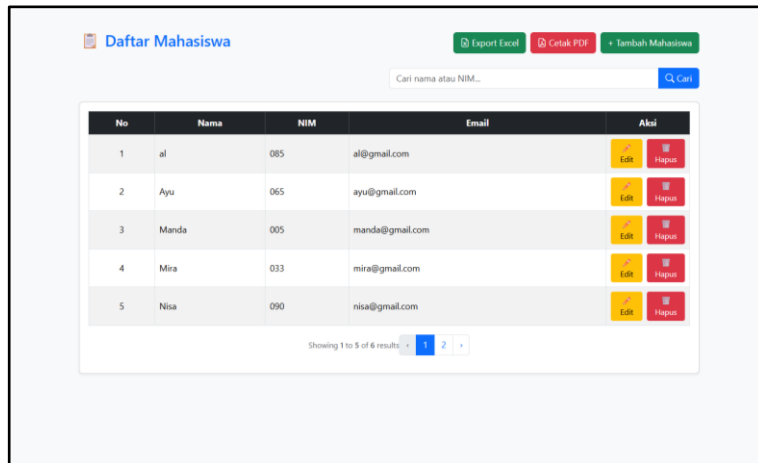 Daftar Mahasiswa
Export Excel Cetak PDF + Tambah Mahasiswa
Cari nama atau NIM... Cari
No Nama NIM Email Aksi
1 al 085 al@gmail.com Edit Hapus
2 Ayu 065 ayu@gmail.com Edit Hapus
3 Manda 005 manda@gmail.com Edit Hapus
4 Mira 033 mira@gmail.com Edit Hapus
5 Nisa 090 nisa@gmail.com Edit Hapus
Showing 1 to 5 of 6 results ‹ 1 2 ›